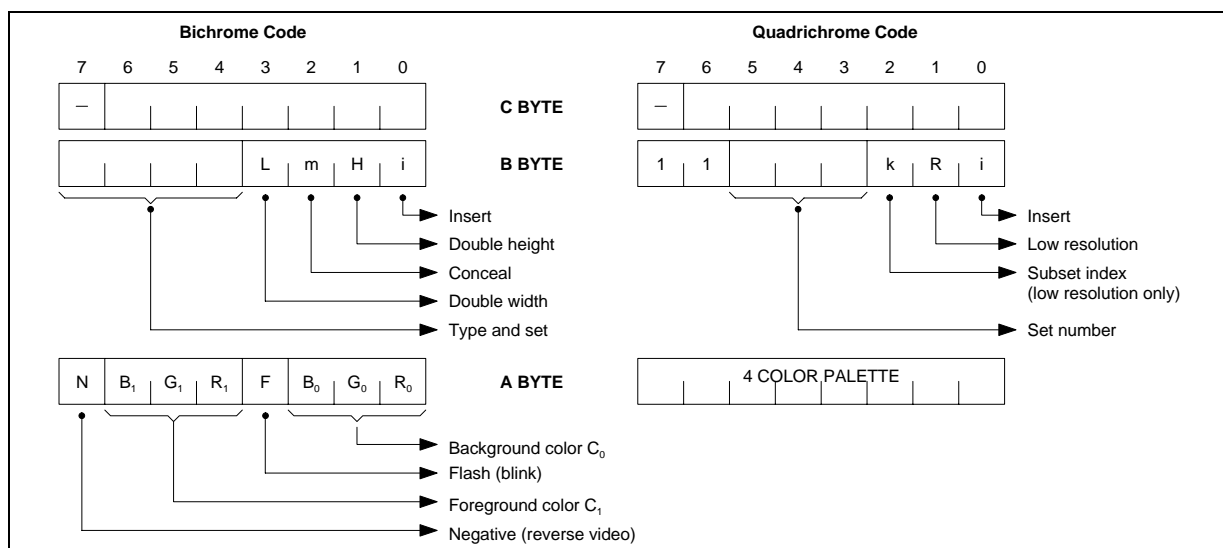 Bichrome Code Quadrichrome Code
7 6 5 4 3 2 1 0 7 6 5 4 3 2 1 0
– C BYTE –
L m H i B BYTE 1 1 k R i
Insert Insert
Double height Low resolution
Conceal Subset index
(low resolution only)
Double width
Type and set Set number
N B₁ G₁ R₁ F B₀ G₀ R₀ A BYTE 4 COLOR PALETTE
Background color C₀
Flash (blink)
Foreground color C₁
Negative (reverse video)